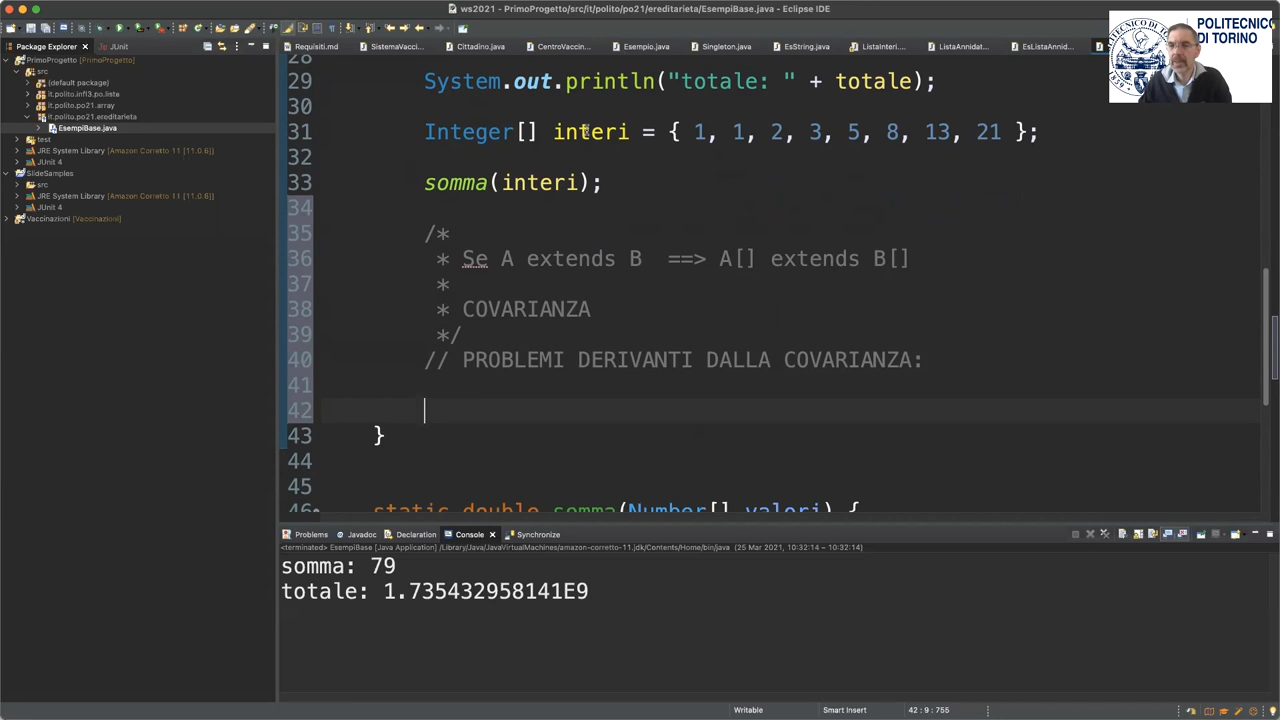 ws2021 - PrimoProgetto/src/it/polito/po21/ereditarieta/EsempiBase.java - Eclipse IDE
POLITECNICO
DI TORINO
Package Explorer
JUnit
Requisiti.md
SistemaVacci...
Cittadino.java
CentroVaccin...
Esempio.java
Singleton.java
EsString.java
ListaInteri....
ListaAnnidat...
EsListaAnnid...
PrimoProgetto
src
(default package)
it.polito.inf13.po.liste
it.polito.po21.array
it.polito.po21.ereditarieta
EsempiBase.java
test
JRE System Library [Amazon Corretto 11 [11.0.6]
JUnit 4
SlideSamples
src
JRE System Library [Amazon Corretto 11 [11.0.6]
JUnit 4
Vaccinazioni [Vaccinazioni]
28
29 System.out.println("totale: " + totale);
30
31 Integer[] interi = { 1, 1, 2, 3, 5, 8, 13, 21 };
32
33 somma(interi);
34
35 /*
36 * Se A extends B ==> A[] extends B[]
37 *
38 * COVARIANZA
39 */
40 // PROBLEMI DERIVANTI DALLA COVARIANZA:
41
42
43 }
44
45
46 static double somma(Number[] valori) {
Problems
Javadoc
Declaration
Console
Synchronize
<terminated> EsempiBase [Java Application] /Library/Java/JavaVirtualMachines/amazon-corretto-11.jdk/Contents/Home/bin/java (25 Mar 2021, 10:32:14 – 10:32:14)
somma: 79
totale: 1.735432958141E9
Writable
Smart Insert
42 : 9 : 755